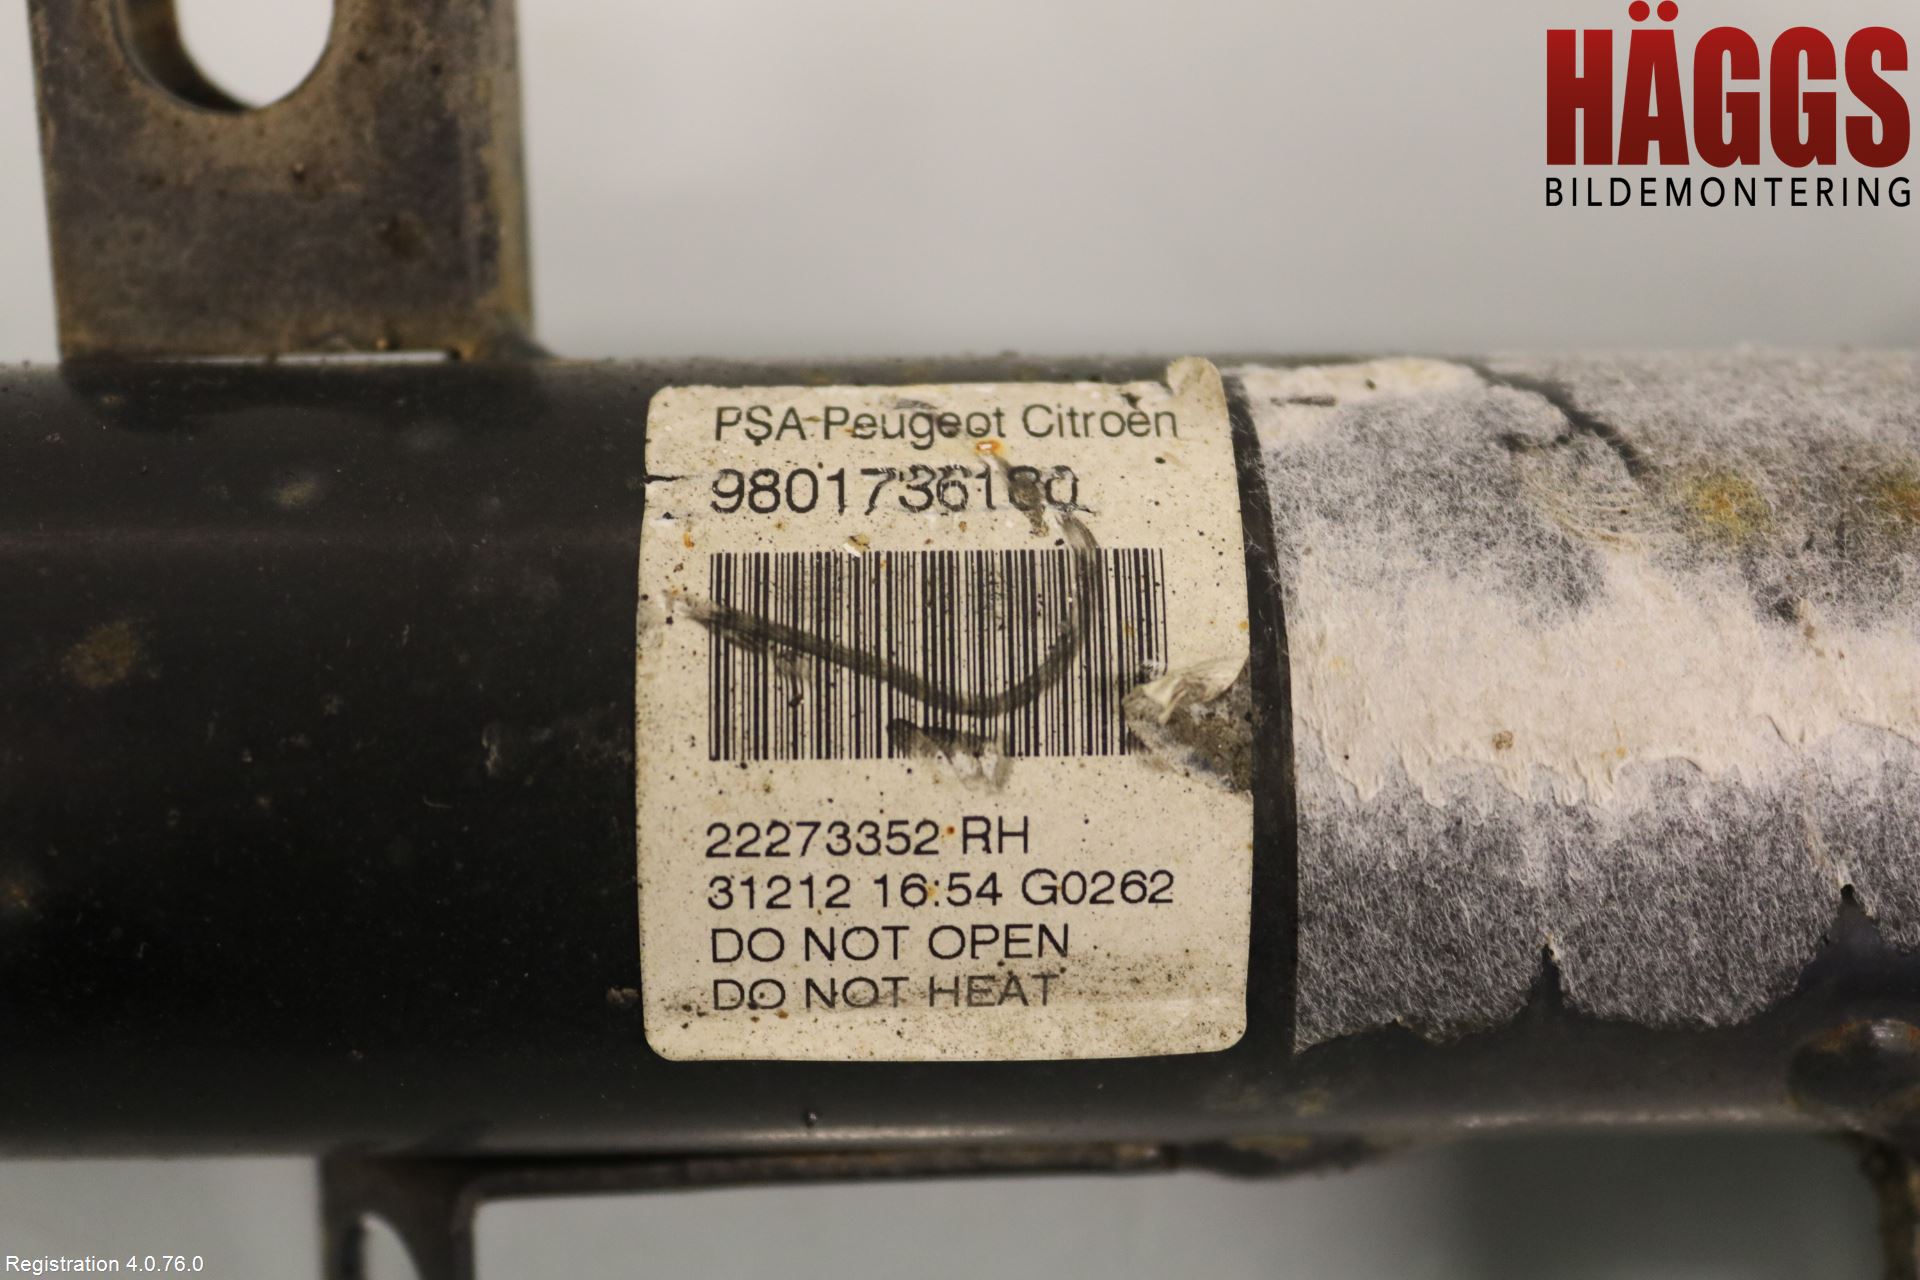 HÄGGS
BILDEMONTERING
PSA Peugeot Citroën
9801736180
22273352 RH
31212 16:54 G0262
DO NOT OPEN
DO NOT HEAT
Registration 4.0.76.0